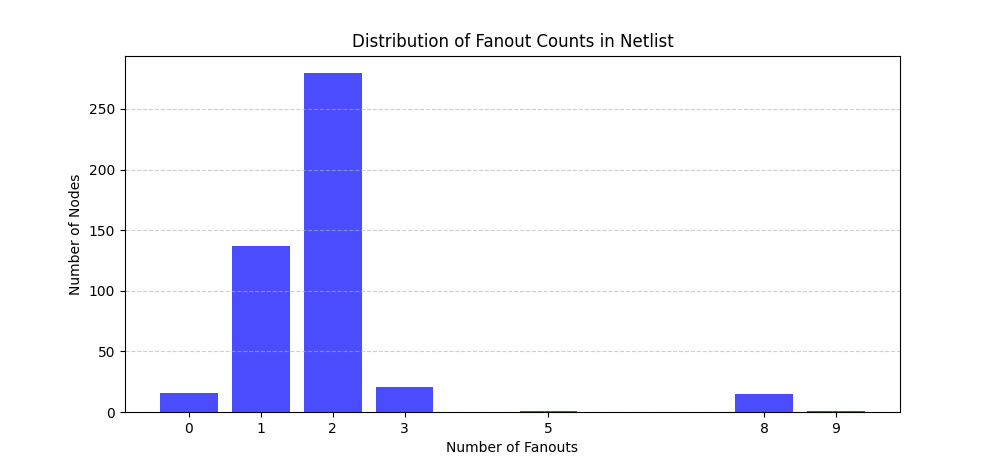 Distribution of Fanout Counts in Netlist
Number of Nodes
250
200
150
100
50
0
0 1 2 3 5 8 9
Number of Fanouts